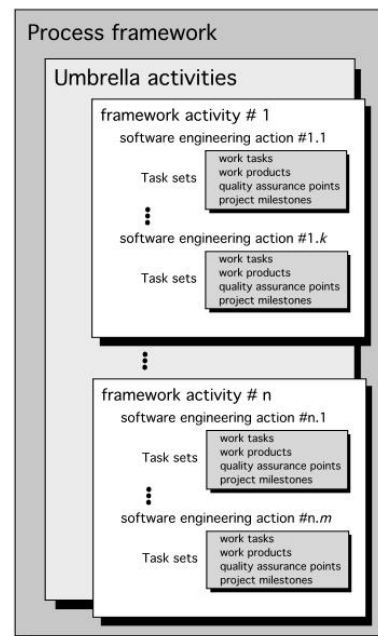 Process framework
Umbrella activities
framework activity # 1
software engineering action #1.1
Task sets
work tasks
work products
quality assurance points
project milestones
software engineering action #1.k
Task sets
work tasks
work products
quality assurance points
project milestones
framework activity # n
software engineering action #n.1
Task sets
work tasks
work products
quality assurance points
project milestones
software engineering action #n.m
Task sets
work tasks
work products
quality assurance points
project milestones